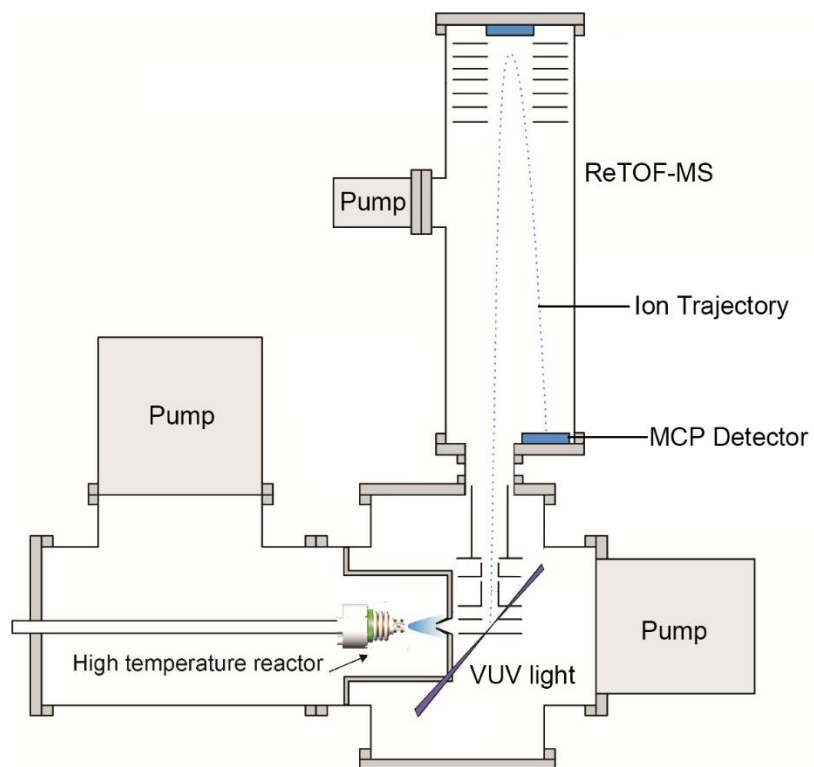 ReTOF-MS
Pump
Ion Trajectory
Pump
MCP Detector
High temperature reactor
VUV light
Pump